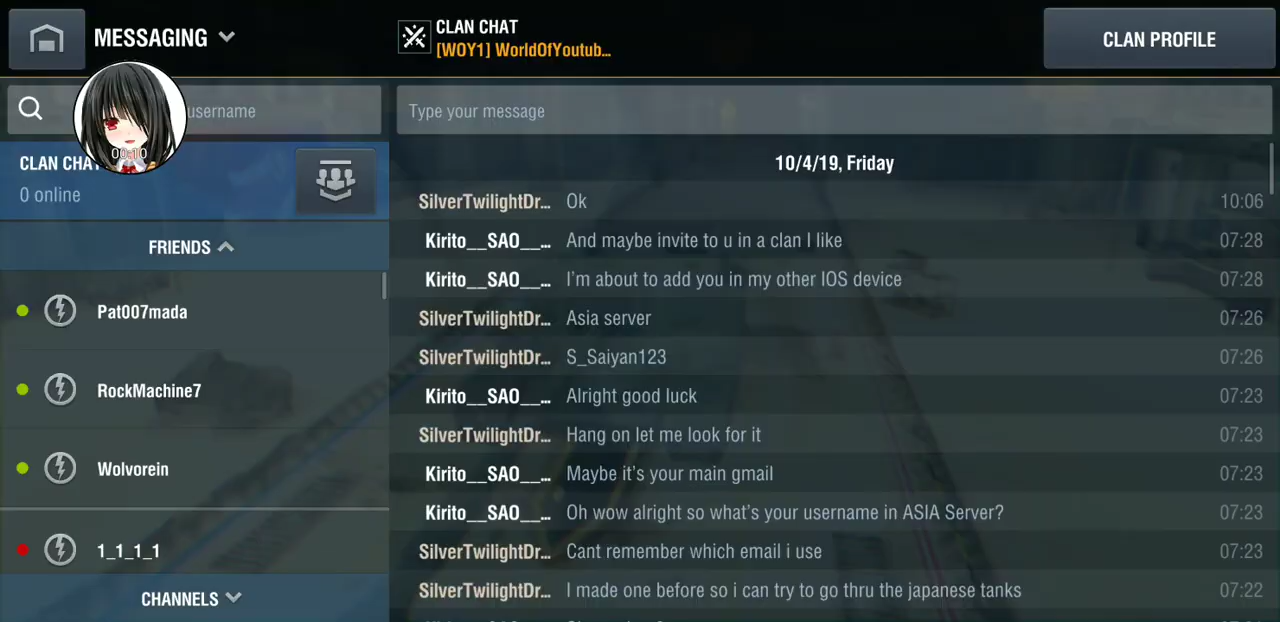 MESSAGING
CLAN CHAT
[WOY1] WorldOfYoutub...
CLAN PROFILE
username
Type your message
00:10
CLAN CHAT
0 online
FRIENDS
Pat007mada
RockMachine7
Wolvorein
1_1_1_1
CHANNELS
10/4/19, Friday
SilverTwilightDr... Ok 10:06
Kirito__SAO__... And maybe invite to u in a clan I like 07:28
Kirito__SAO__... I'm about to add you in my other IOS device 07:28
SilverTwilightDr... Asia server 07:26
SilverTwilightDr... S_Saiyan123 07:26
Kirito__SAO__... Alright good luck 07:23
SilverTwilightDr... Hang on let me look for it 07:23
Kirito__SAO__... Maybe it's your main gmail 07:23
Kirito__SAO__... Oh wow alright so what's your username in ASIA Server? 07:23
SilverTwilightDr... Cant remember which email i use 07:23
SilverTwilightDr... I made one before so i can try to go thru the japanese tanks 07:22